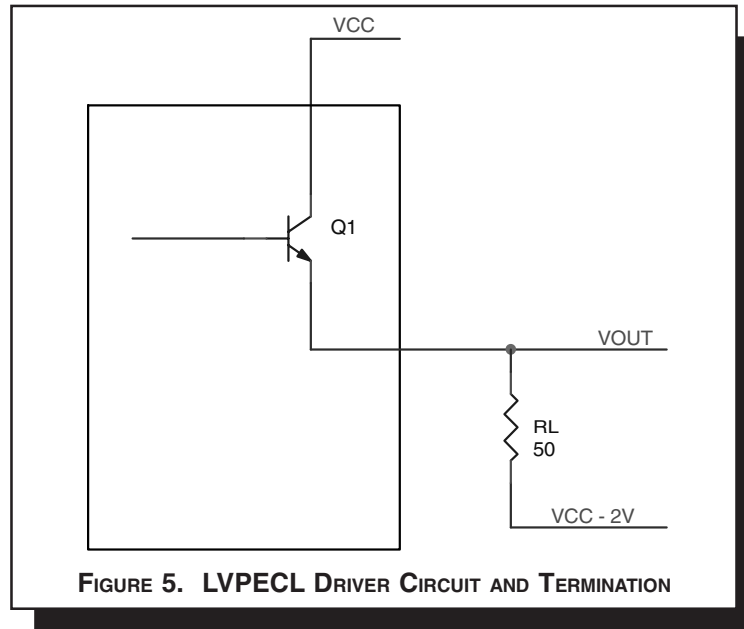 VCC
Q1
VOUT
RL
50
VCC - 2V
FIGURE 5. LVPECL DRIVER CIRCUIT AND TERMINATION